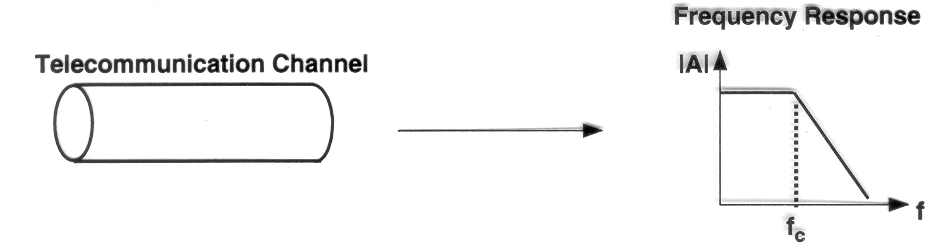 Frequency Response
Telecommunication Channel
|A|
f
fc